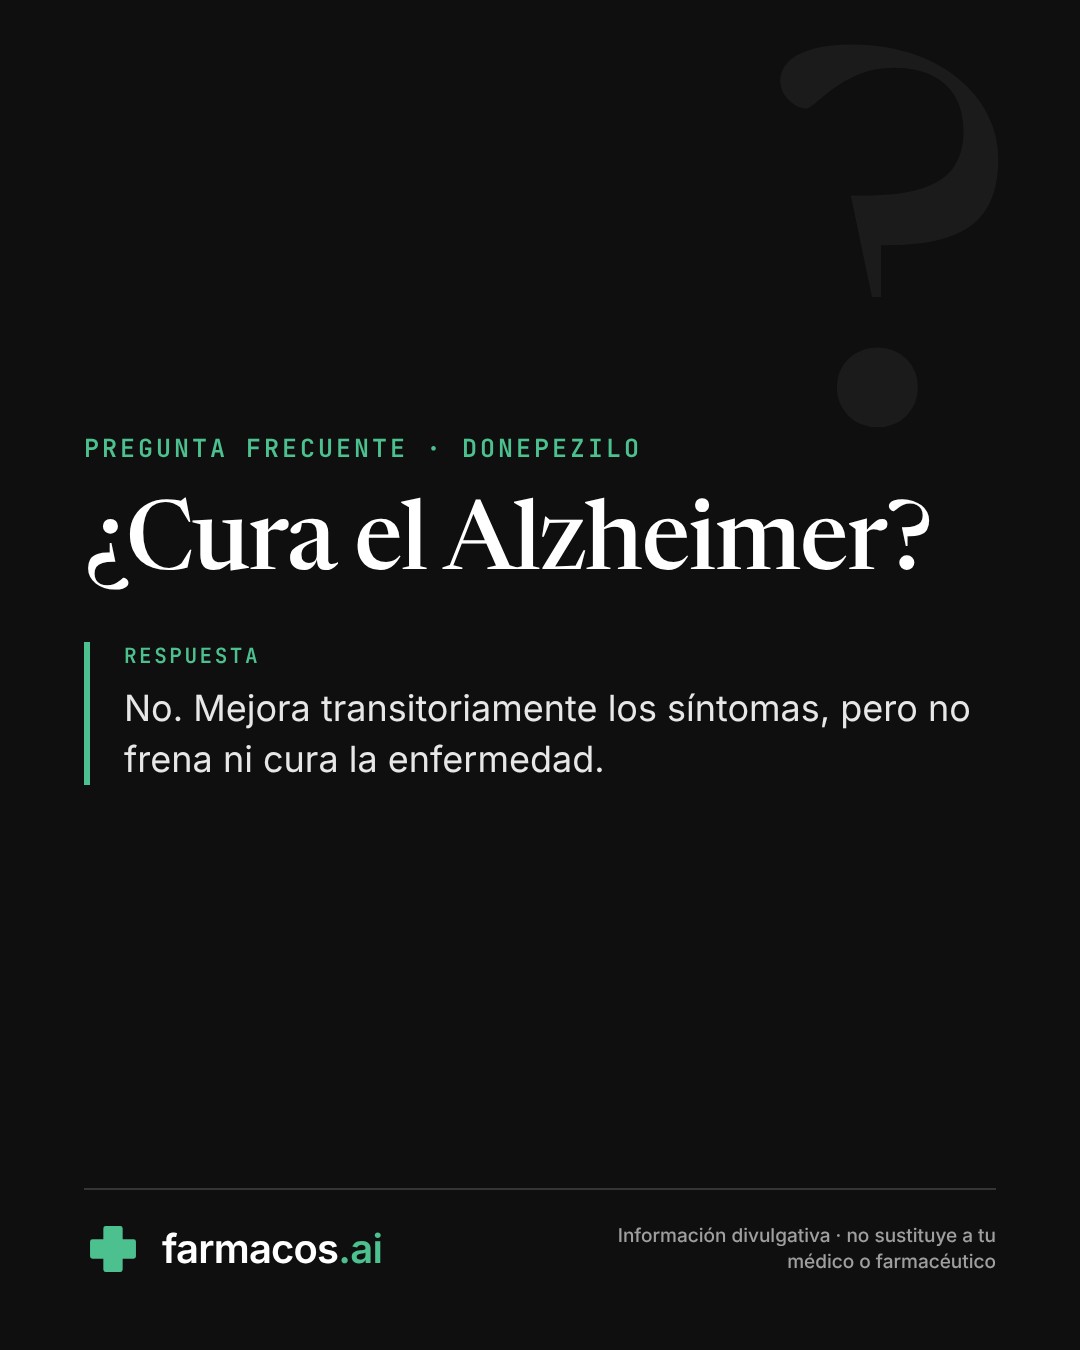 ?
PREGUNTA FRECUENTE · DONEPEZILO
¿Cura el Alzheimer?
RESPUESTA
No. Mejora transitoriamente los síntomas, pero no
frena ni cura la enfermedad.
farmacos.ai
Información divulgativa · no sustituye a tu
médico o farmacéutico